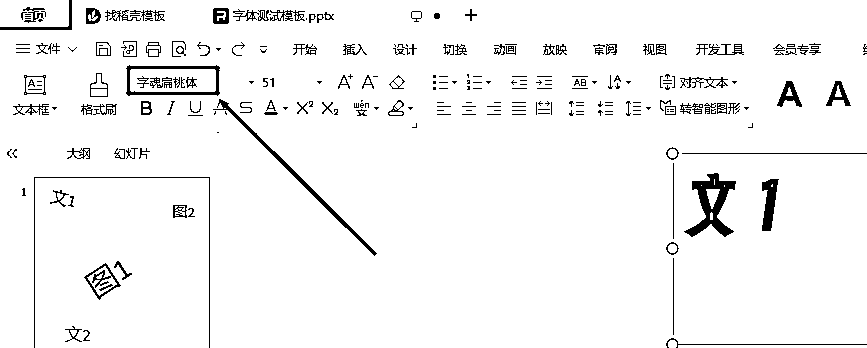 首页 找稻壳模板 字体测试模板.pptx
文件 开始 插入 设计 切换 动画 放映 审阅 视图 开发工具 会员专享
文本框 格式刷 字魂扁桃体 51 A+ A- 对齐文本 A A
B I U A S A X² X₂ wén 文 转智能图形
大纲 幻灯片
1
文1
图2
图1
文2
文1